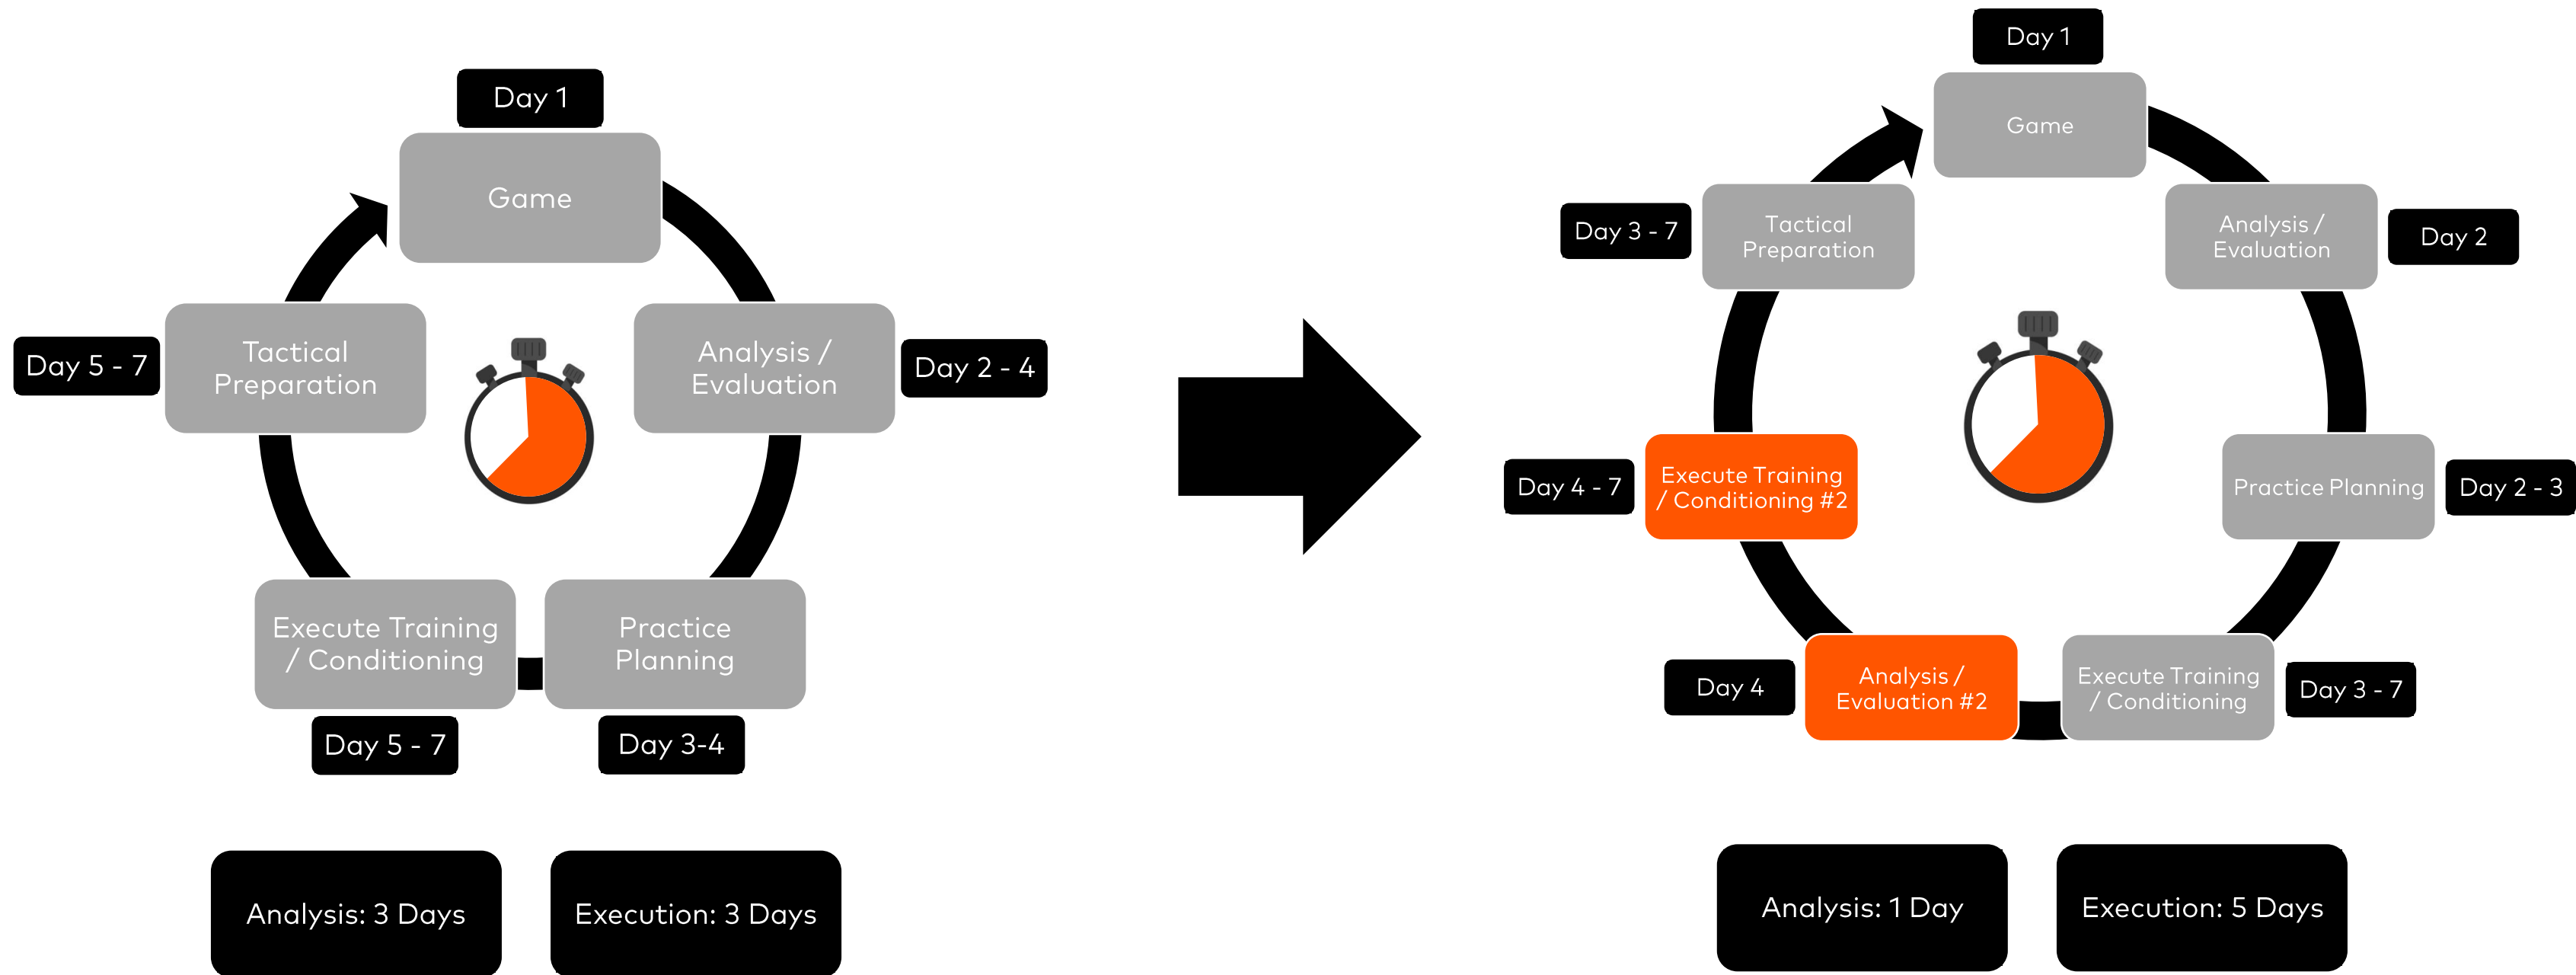 Day 1
Game
Analysis /
Evaluation
Day 2 - 4
Practice
Planning
Day 3-4
Execute Training
/ Conditioning
Day 5 - 7
Tactical
Preparation
Day 5 - 7
Analysis: 3 Days
Execution: 3 Days
Day 1
Game
Analysis /
Evaluation
Day 2
Practice Planning
Day 2 - 3
Execute Training
/ Conditioning
Day 3 - 7
Analysis /
Evaluation #2
Day 4
Execute Training
/ Conditioning #2
Day 4 - 7
Tactical
Preparation
Day 3 - 7
Analysis: 1 Day
Execution: 5 Days